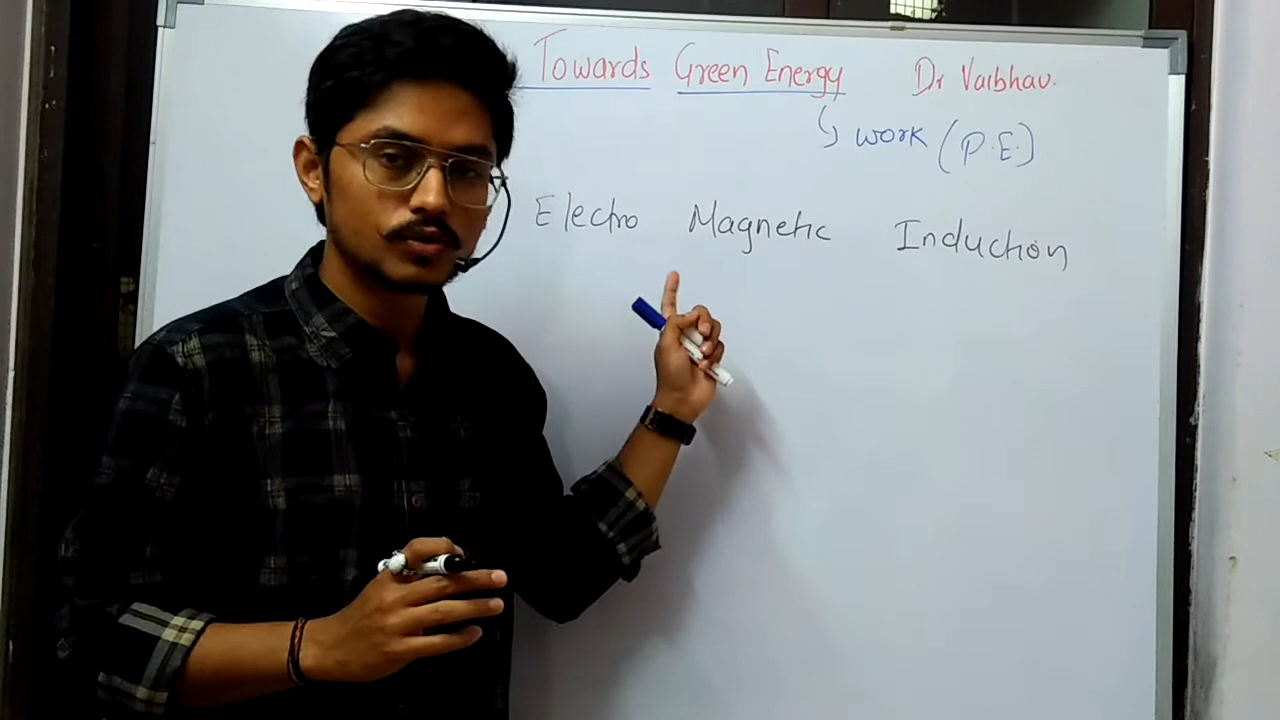 Towards Green Energy Dr Vaibhav.
↳ work (P.E.)
Electro Magnetic Induction